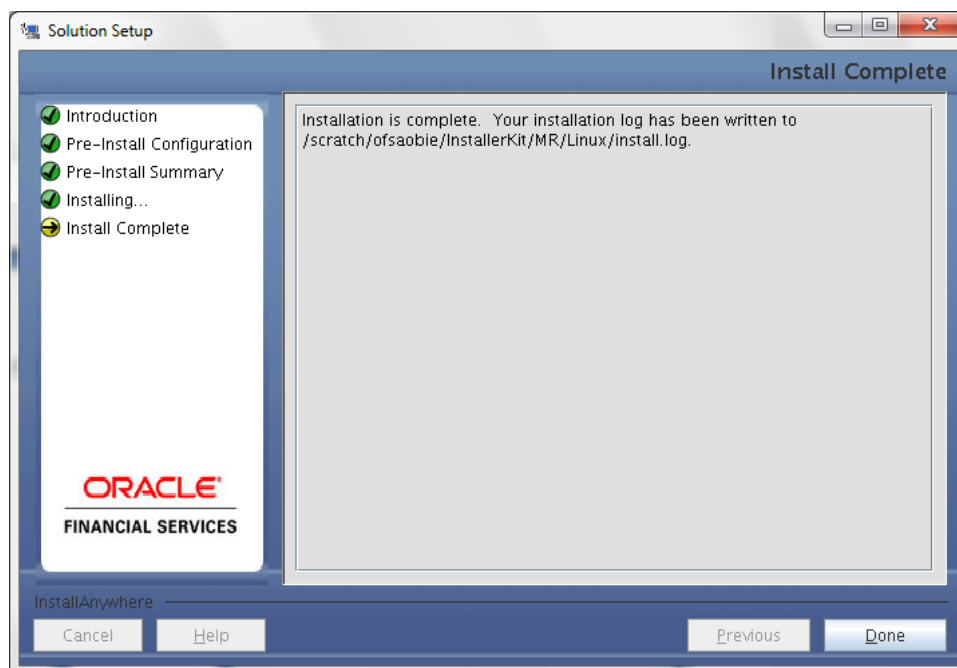 Solution Setup
Install Complete
Introduction
Pre-Install Configuration
Pre-Install Summary
Installing...
Install Complete
Installation is complete. Your installation log has been written to
/scratch/ofsaobie/InstallerKit/MR/Linux/install.log.
ORACLE'
FINANCIAL SERVICES
InstallAnywhere
Cancel
Help
Previous
Done